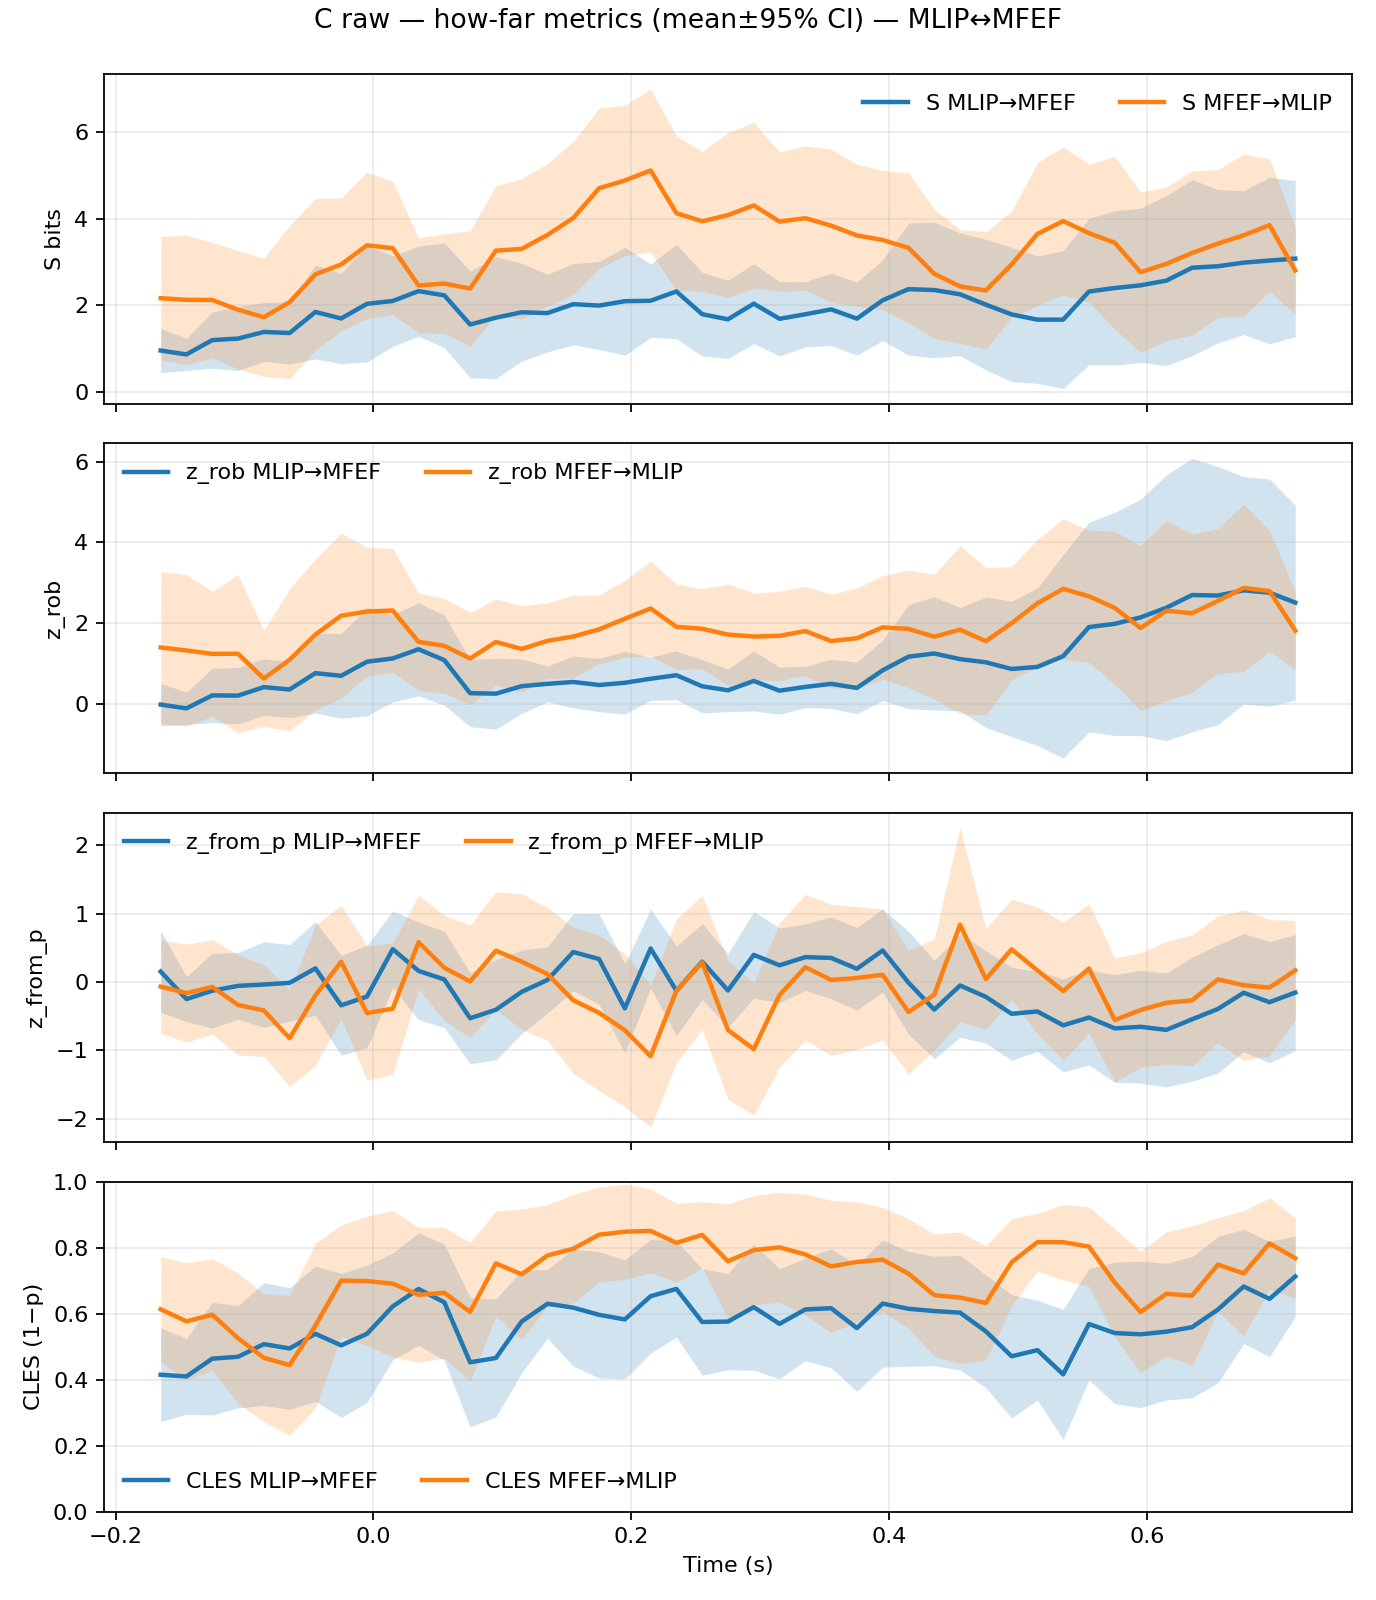 C raw — how-far metrics (mean±95% CI) — MLIP↔MFEF
S MLIP→MFEF S MFEF→MLIP
6
4
2
0
S bits
z_rob MLIP→MFEF z_rob MFEF→MLIP
6
4
2
0
z_rob
z_from_p MLIP→MFEF z_from_p MFEF→MLIP
2
1
0
−1
−2
z_from_p
1.0
0.8
0.6
0.4
0.2
0.0
CLES (1−p)
CLES MLIP→MFEF CLES MFEF→MLIP
−0.2 0.0 0.2 0.4 0.6
Time (s)